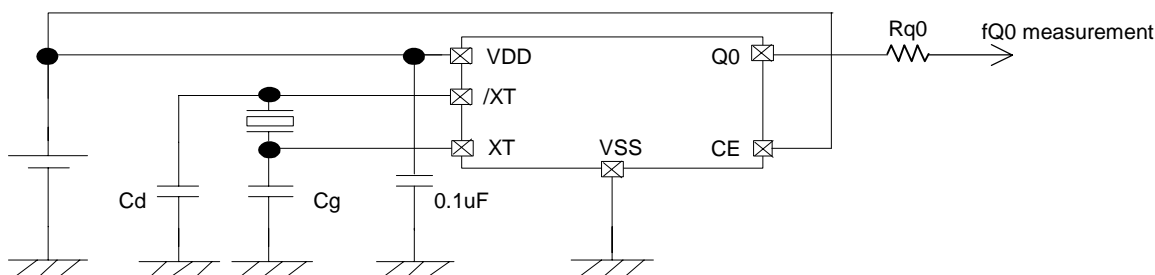 Rq0
fQ0 measurement
VDD
Q0
/XT
XT
VSS
CE
Cd
Cg
0.1uF